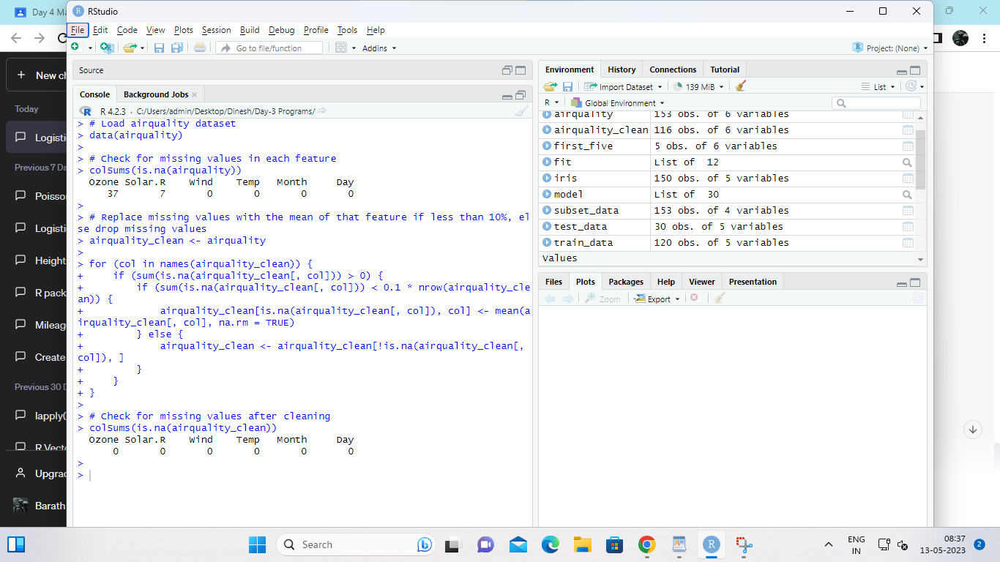 Day 4 Ma
RStudio
File Edit Code View Plots Session Build Debug Profile Tools Help
Go to file/function Addins Project: (None)
New ch
Today
Logisti
Previous 7 Da
Poisso
Logisti
Height
R pack
Mileag
Create
Previous 30 D
lapply(
R Vecto
Upgrad
Barath
Source
Console Background Jobs
R 4.2.3 · C:/Users/admin/Desktop/Dinesh/Day-3 Programs/
> # Load airquality dataset
> data(airquality)
>
> # Check for missing values in each feature
> colSums(is.na(airquality))
Ozone Solar.R Wind Temp Month Day
37 7 0 0 0 0
>
> # Replace missing values with the mean of that feature if less than 10%, el
se drop missing values
> airquality_clean <- airquality
>
> for (col in names(airquality_clean)) {
+     if (sum(is.na(airquality_clean[, col])) > 0) {
+         if (sum(is.na(airquality_clean[, col])) < 0.1 * nrow(airquality_cle
an)) {
+             airquality_clean[is.na(airquality_clean[, col]), col] <- mean(a
irquality_clean[, col], na.rm = TRUE)
+         } else {
+             airquality_clean <- airquality_clean[!is.na(airquality_clean[,
col]), ]
+         }
+     }
+ }
>
> # Check for missing values after cleaning
> colSums(is.na(airquality_clean))
Ozone Solar.R Wind Temp Month Day
0 0 0 0 0 0
>
>
Environment History Connections Tutorial
Import Dataset 139 MiB List
R Global Environment
airquality 153 obs. of 6 variables
airquality_clean 116 obs. of 6 variables
first_five 5 obs. of 6 variables
fit List of 12
iris 150 obs. of 5 variables
model List of 30
subset_data 153 obs. of 4 variables
test_data 30 obs. of 5 variables
train_data 120 obs. of 5 variables
Values
Files Plots Packages Help Viewer Presentation
Zoom Export
Search
ENG
IN
08:37
13-05-2023
2